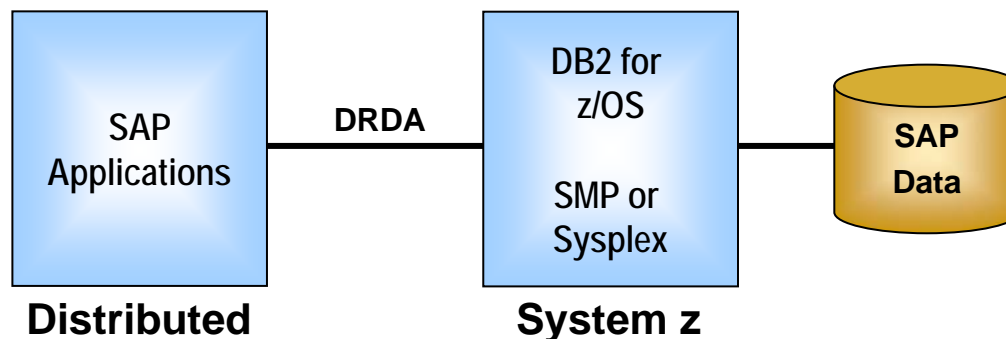 SAP
Applications
DRDA
DB2 for
z/OS
SMP or
Sysplex
SAP
Data
Distributed
System z